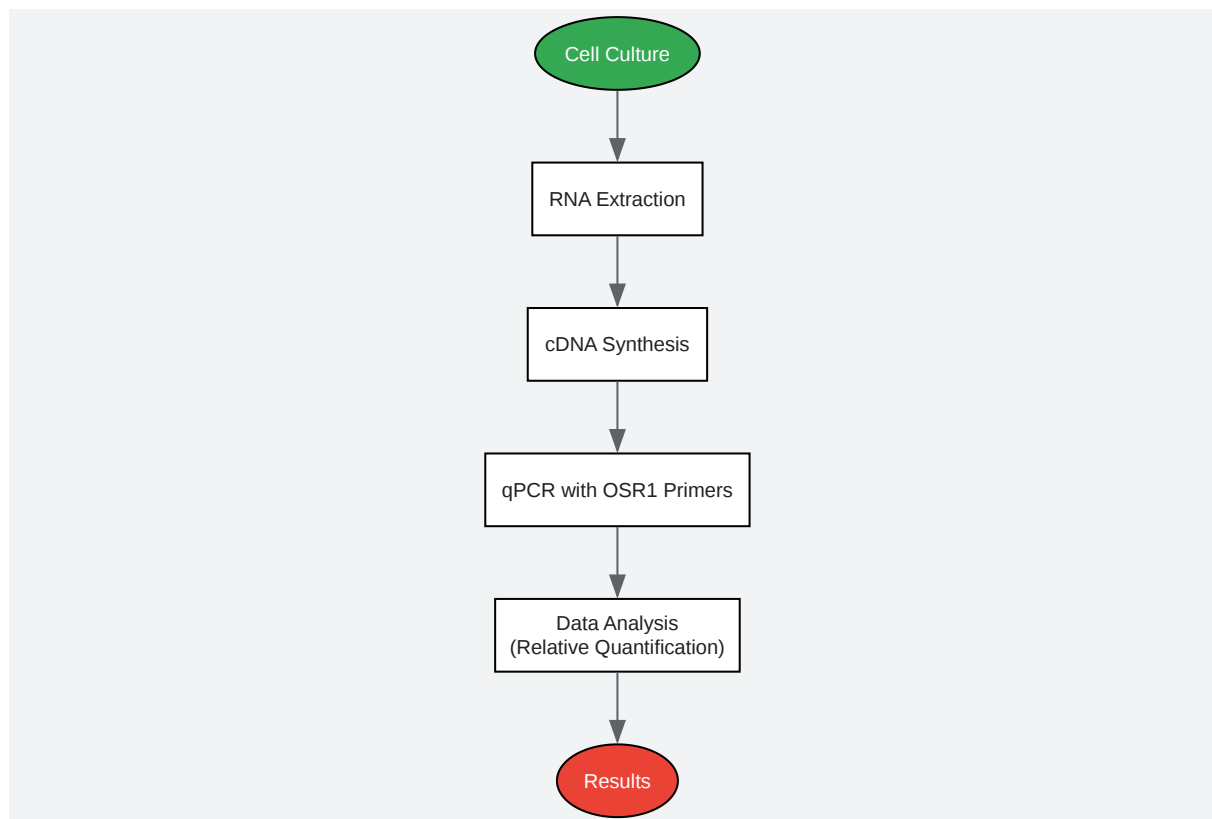 Cell Culture
RNA Extraction
cDNA Synthesis
qPCR with OSR1 Primers
Data Analysis
(Relative Quantification)
Results